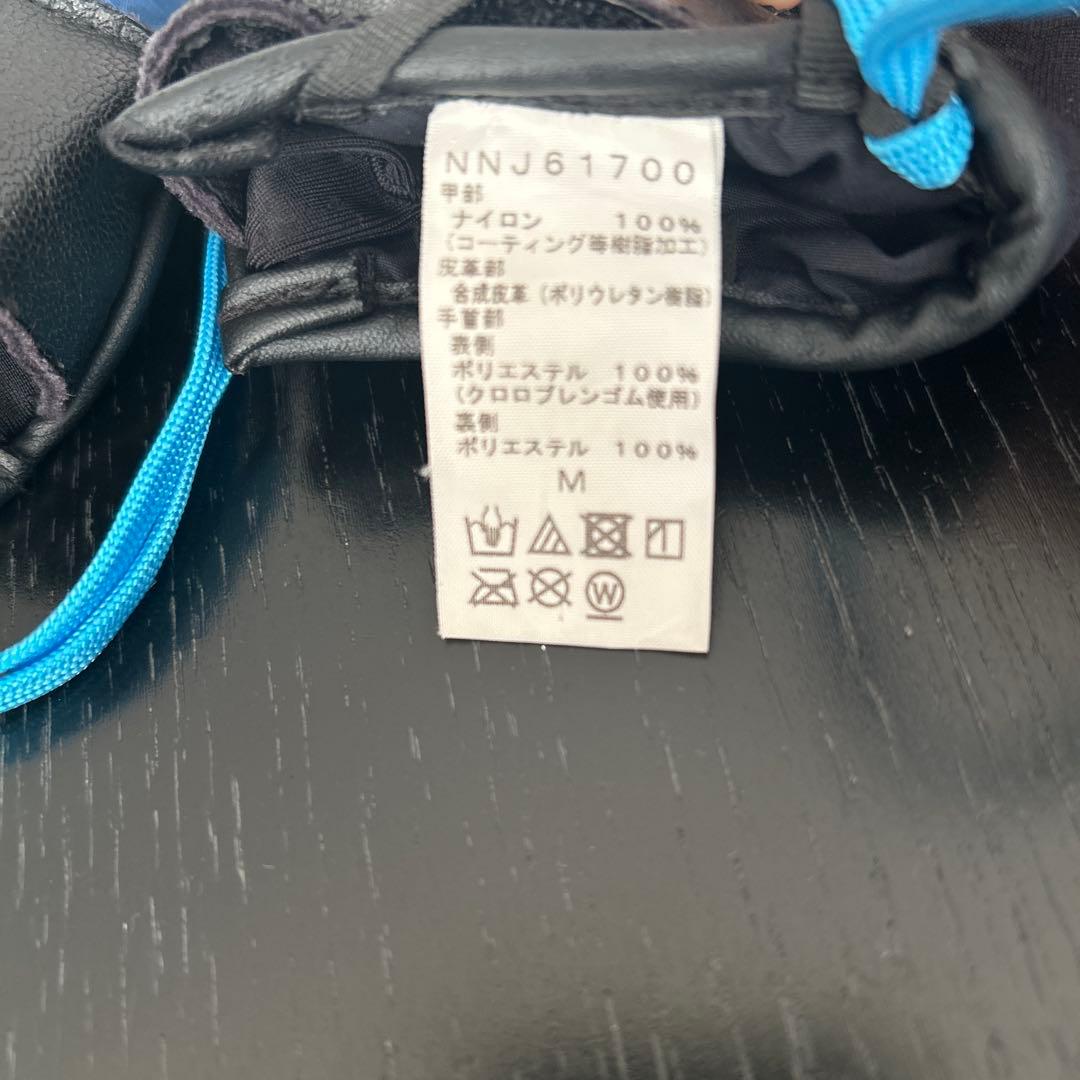 NNJ61700
甲部
ナイロン 100%
(コーティング等樹脂加工)
皮革部
合成皮革(ポリウレタン樹脂)
手首部
表側
ポリエステル 100%
(クロロプレンゴム使用)
裏側
ポリエステル 100%
M
W